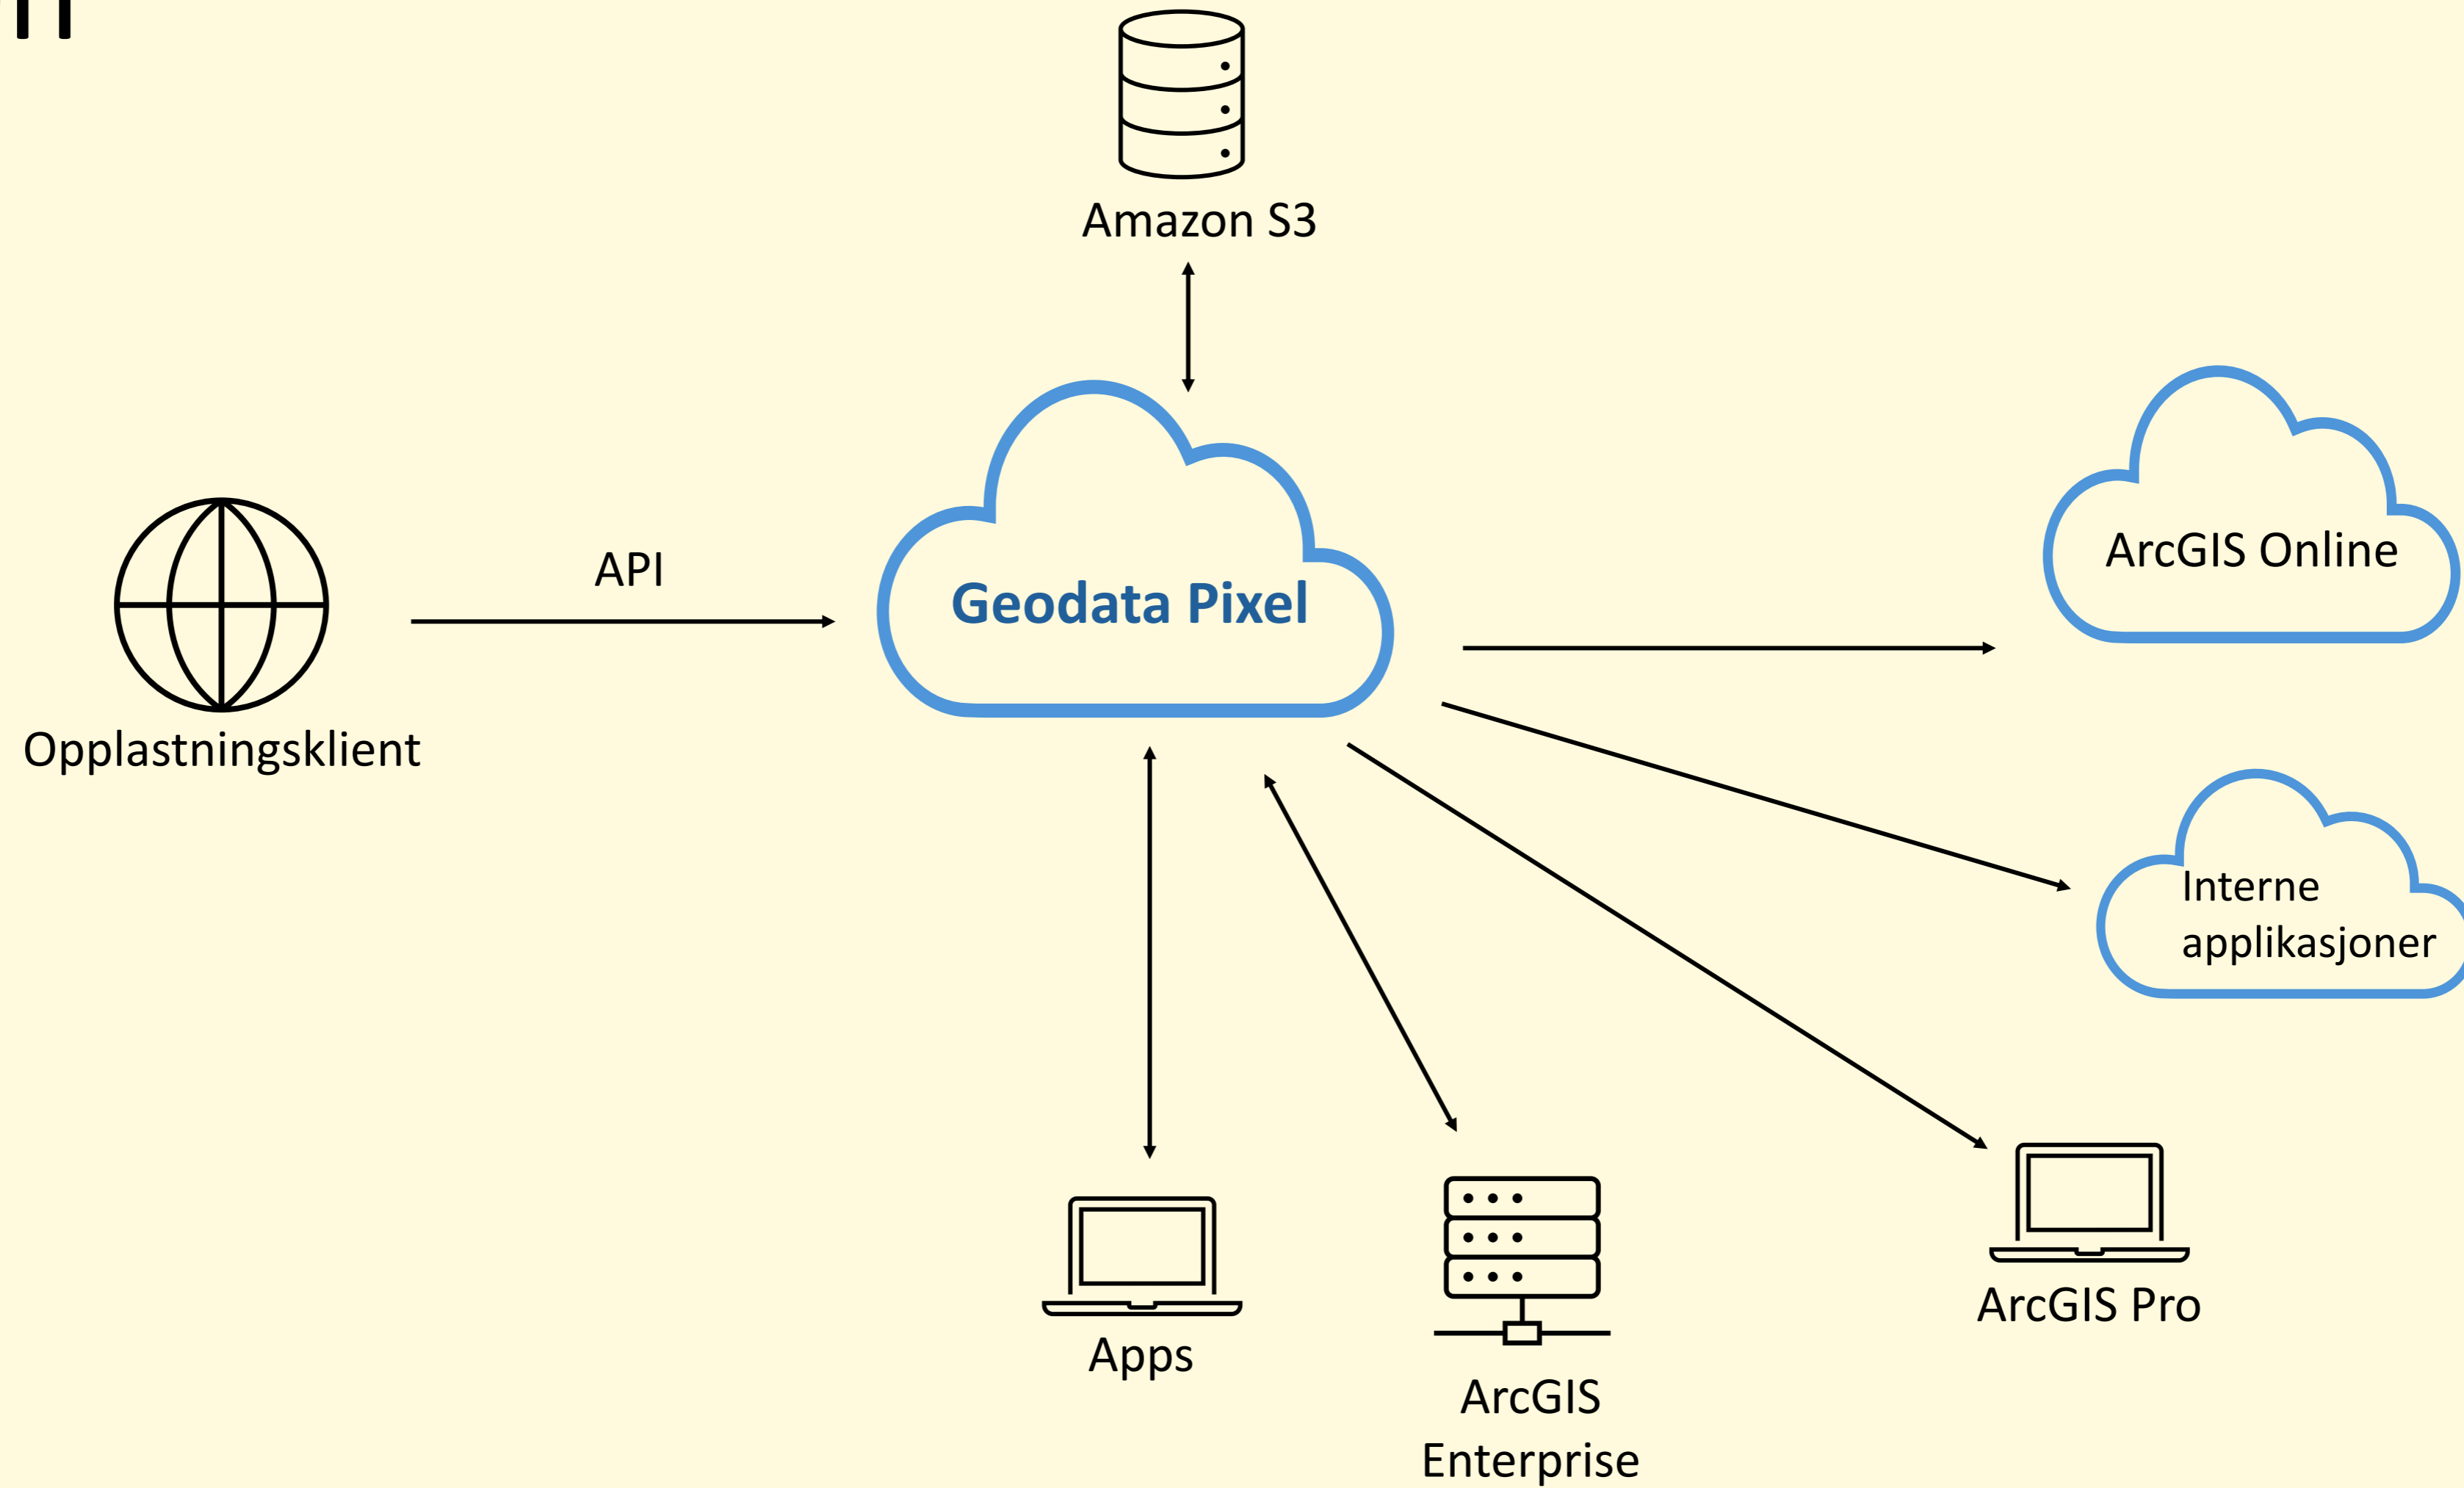 Amazon S3
API
Geodata Pixel
ArcGIS Online
Opplastningsklient
Interne
applikasjoner
ArcGIS Pro
Apps
ArcGIS
Enterprise